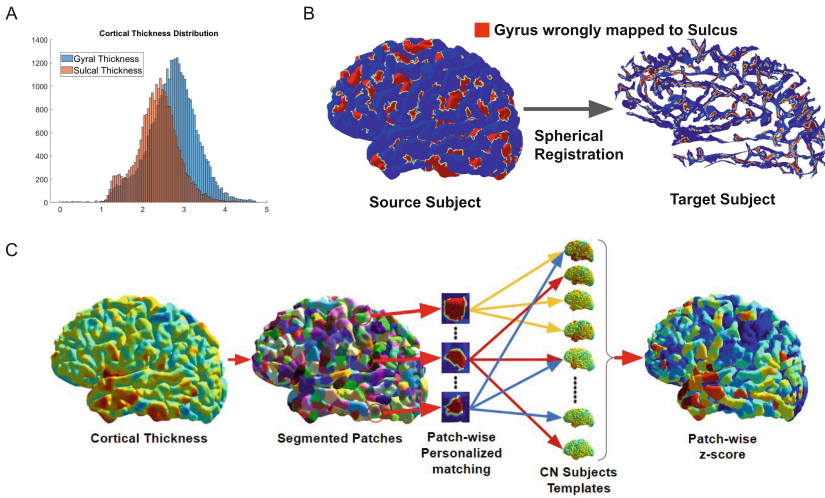 A
Cortical Thickness Distribution
1400
1200
1000
800
600
400
200
0
0 1 2 3 4 5
Gyral Thickness
Sulcal Thickness
B
Gyrus wrongly mapped to Sulcus
Spherical
Registration
Source Subject
Target Subject
C
Cortical Thickness
Segmented Patches
Patch-wise
Personalized
matching
CN Subjects
Templates
Patch-wise
z-score